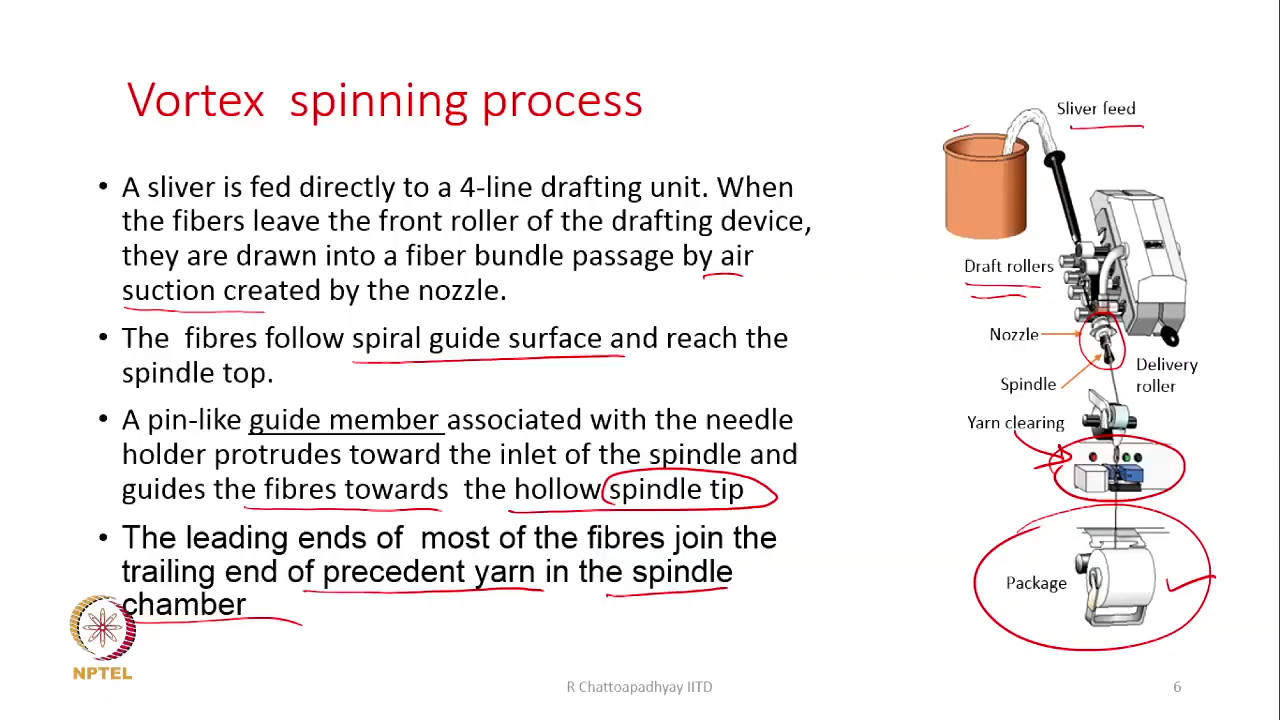 Vortex spinning process
• A sliver is fed directly to a 4-line drafting unit. When
the fibers leave the front roller of the drafting device,
they are drawn into a fiber bundle passage by air
suction created by the nozzle.
• The fibres follow spiral guide surface and reach the
spindle top.
• A pin-like guide member associated with the needle
holder protrudes toward the inlet of the spindle and
guides the fibres towards the hollow spindle tip
• The leading ends of most of the fibres join the
trailing end of precedent yarn in the spindle
chamber
Sliver feed
Draft rollers
Nozzle
Delivery
roller
Spindle
Yarn clearing
Package
NPTEL
R Chattoapadhyay IITD
6